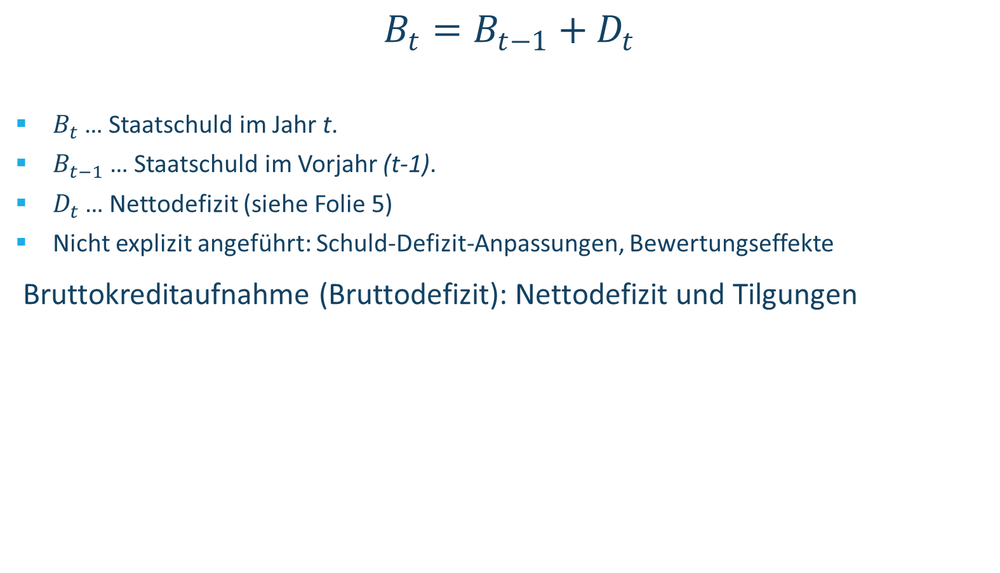 B_t = B_{t−1} + D_t
▪ B_t … Staatschuld im Jahr t.
▪ B_{t−1} … Staatschuld im Vorjahr (t-1).
▪ D_t … Nettodefizit (siehe Folie 5)
▪ Nicht explizit angeführt: Schuld-Defizit-Anpassungen, Bewertungseffekte
Bruttokreditaufnahme (Bruttodefizit): Nettodefizit und Tilgungen